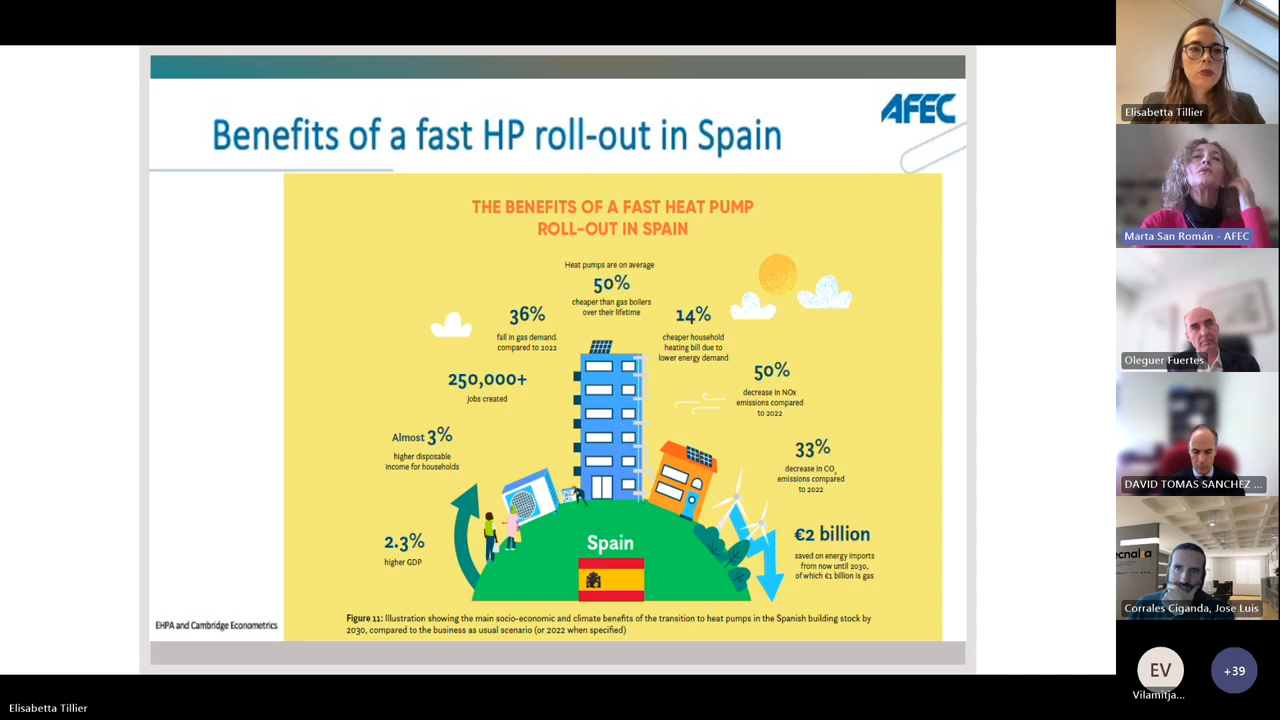 AFEC
Benefits of a fast HP roll-out in Spain
THE BENEFITS OF A FAST HEAT PUMP
ROLL-OUT IN SPAIN
Heat pumps are on average
50%
cheaper than gas boilers
over their lifetime
36%
fall in gas demand.
compared to 2022
14%
cheaper household
heating bill due to
lower energy demand
250,000+
jobs created
50%
decrease in NOx
emissions compared
to 2022
Almost 3%
higher disposable
income for households
33%
decrease in CO2
emissions compared
to 2022
2.3%
higher GDP
€2 billion
saved on energy imports
from now until 2030,
of which €1 billion is gas
Spain
Figure 11: Illustration showing the main socio-economic and climate benefits of the transition to heat pumps in the Spanish building stock by
2030, compared to the business as usual scenario (or 2022 when specified)
EHPA and Cambridge Econometrics
Elisabetta Tillier
Marta San Román - AFEC
Oleguer Fuertes
DAVID TOMAS SANCHEZ ...
Corrales Ciganda, Jose Luis
EV
Vilamitja...
+39
Elisabetta Tillier